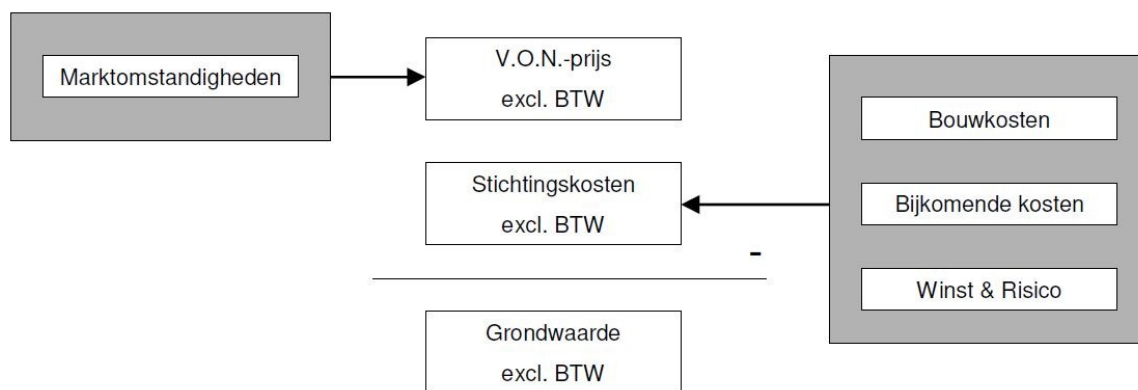 Marktomstandigheden
V.O.N.-prijs
excl. BTW
Stichtingskosten
excl. BTW
-
Grondwaarde
excl. BTW
Bouwkosten
Bijkomende kosten
Winst & Risico